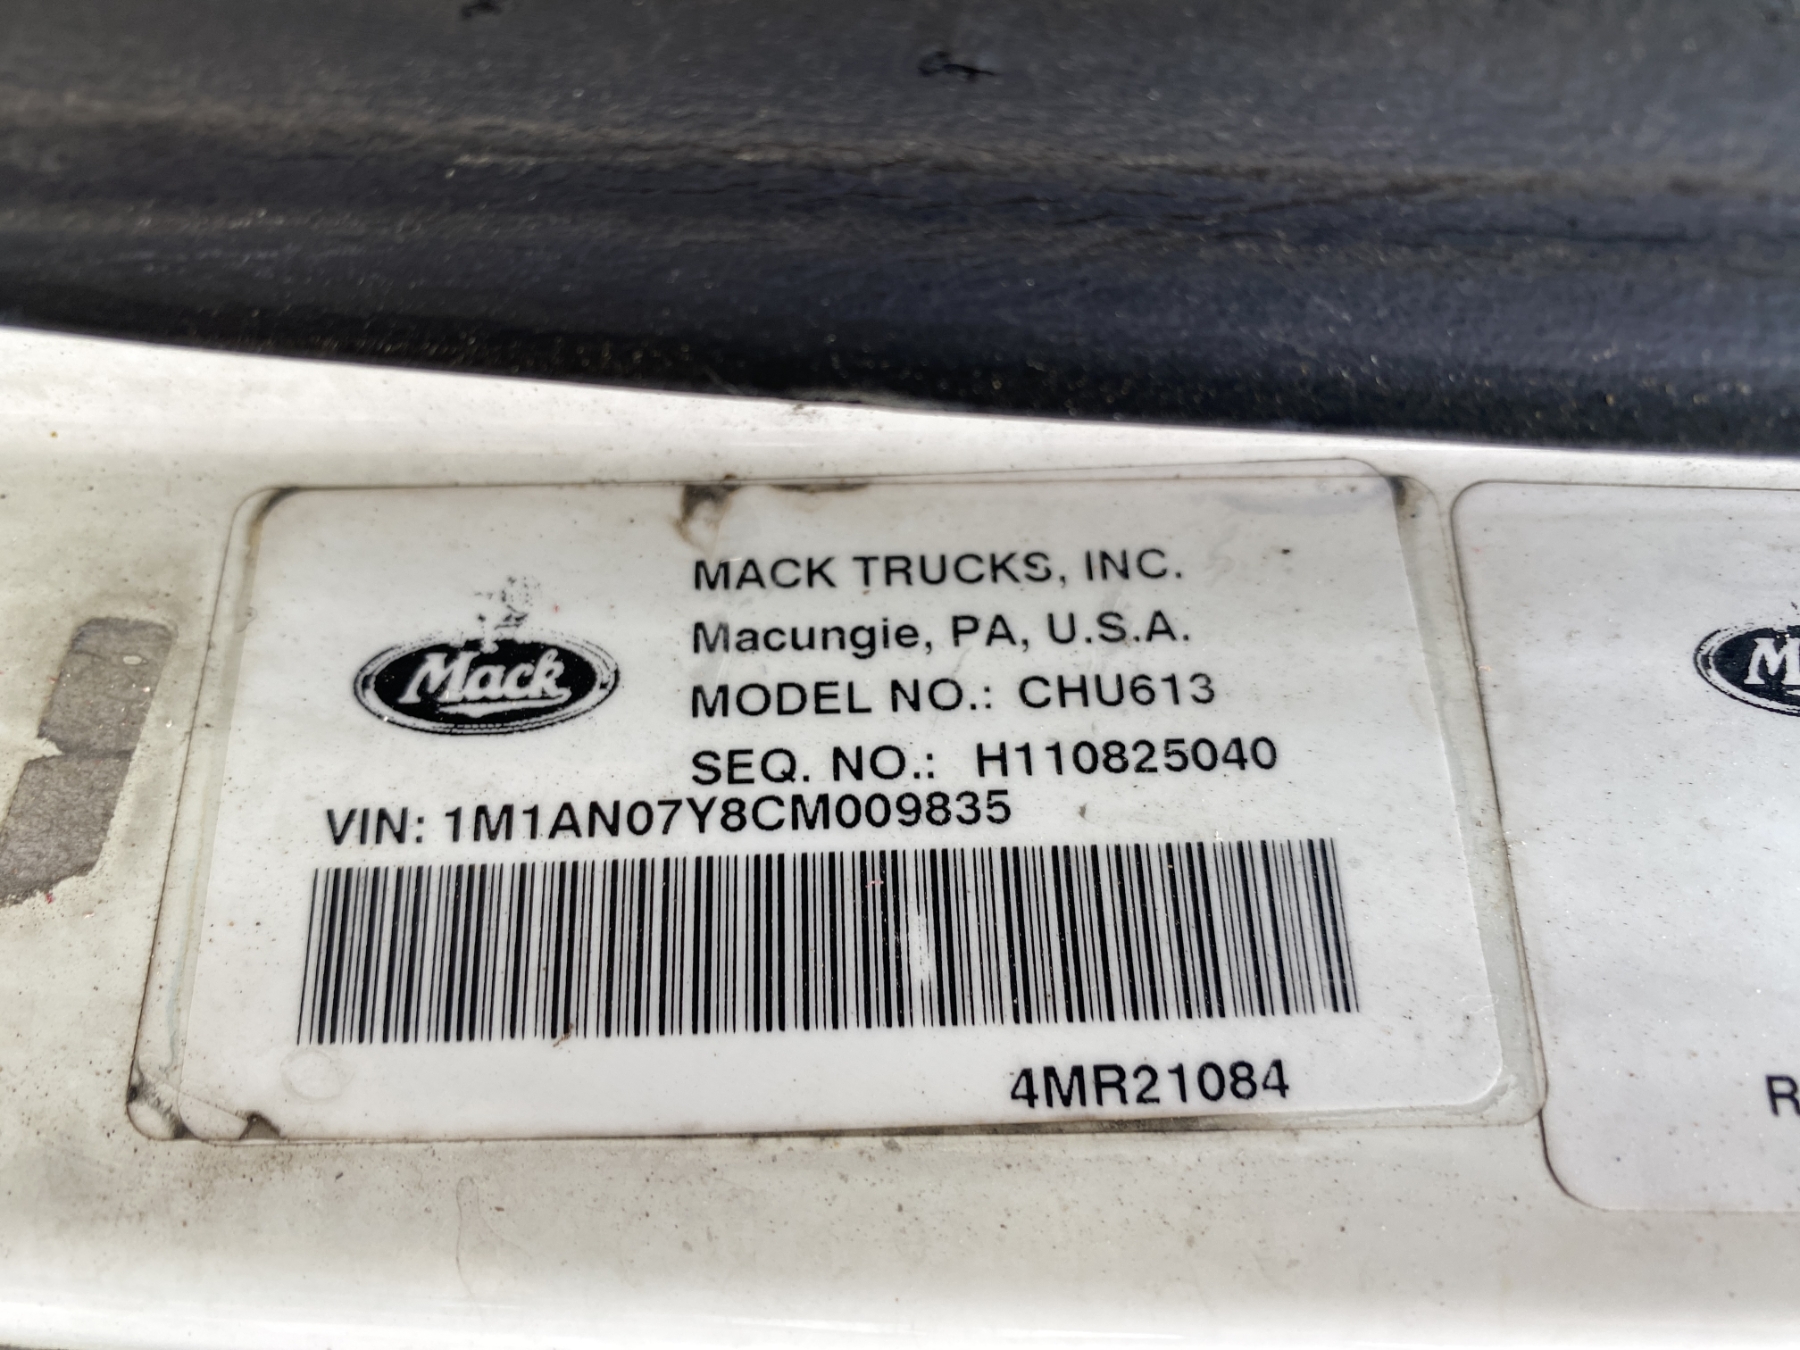 MACK TRUCKS, INC.
Macungie, PA, U.S.A.
Mack
MODEL NO.: CHU613
SEQ. NO.: H110825040
VIN: 1M1AN07Y8CM009835
4MR21084
M
R